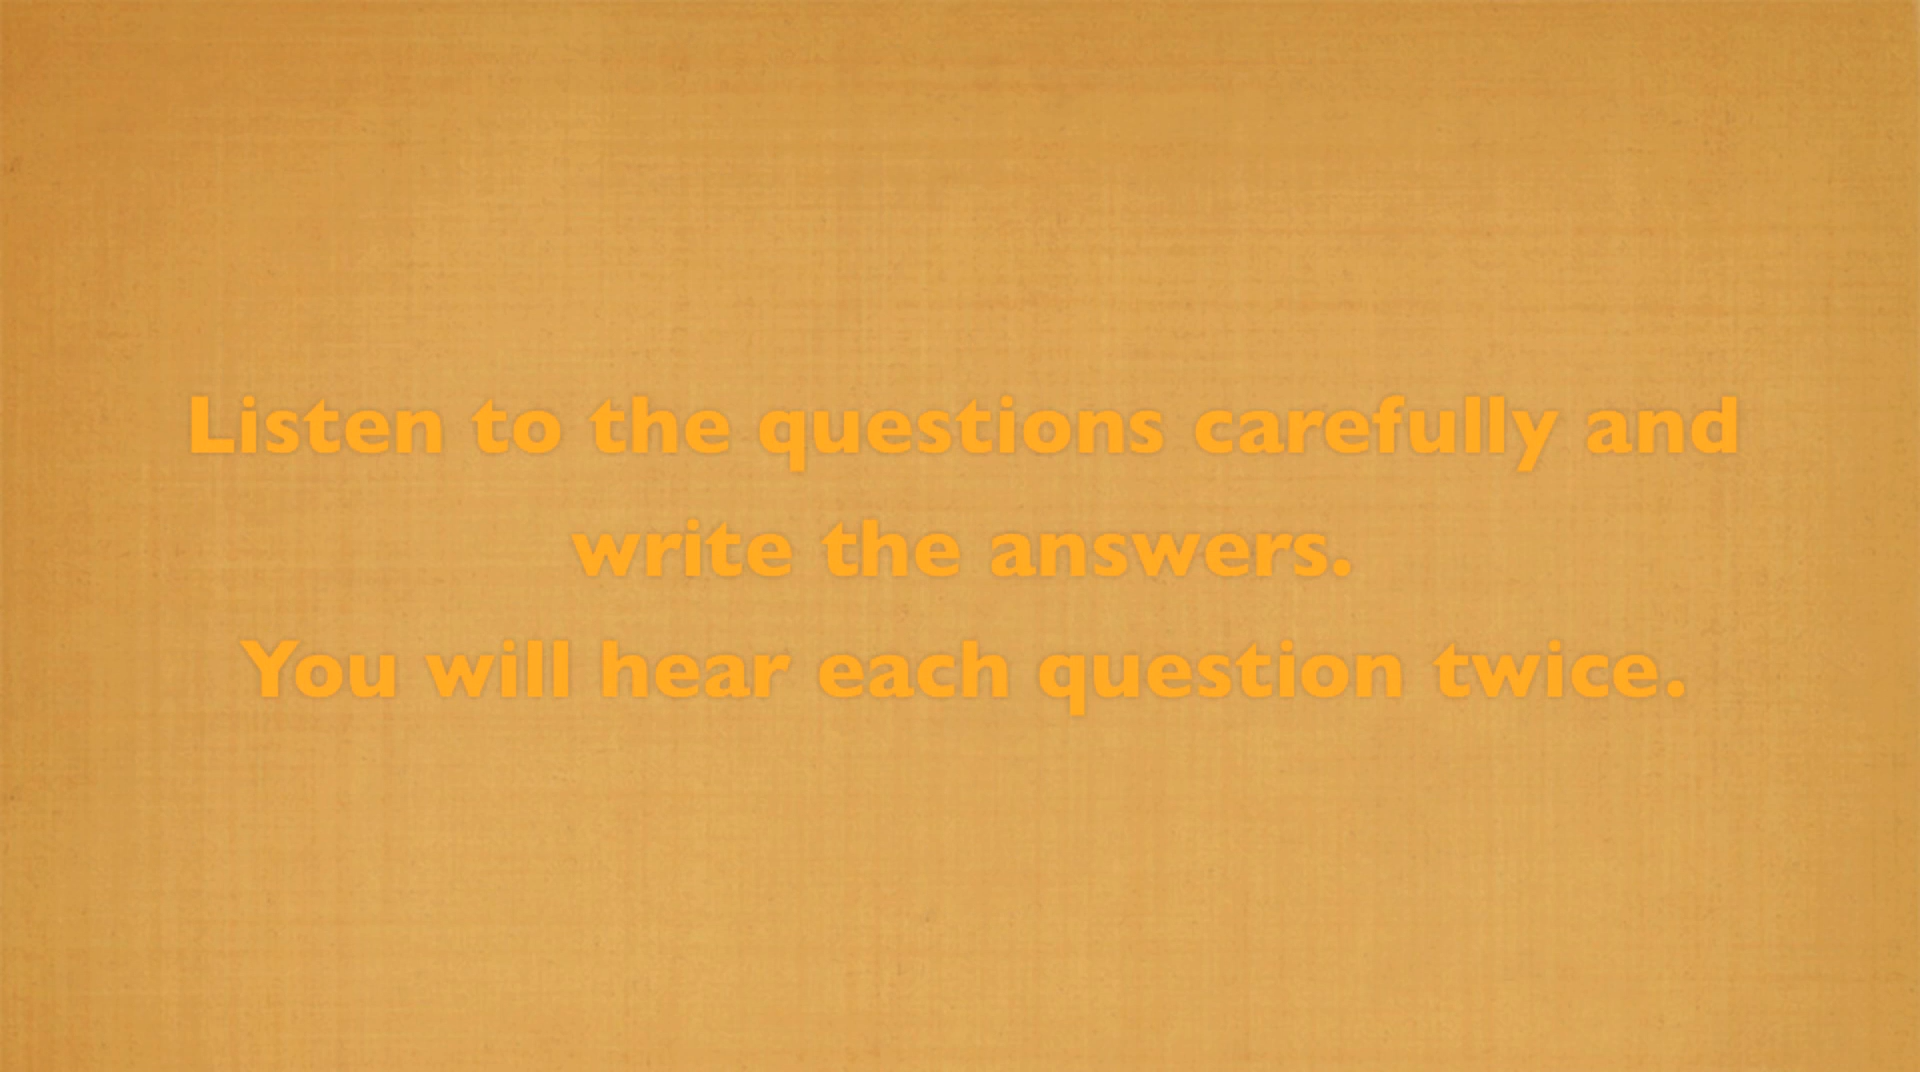 Listen to the questions carefully and
write the answers.
You will hear each question twice.